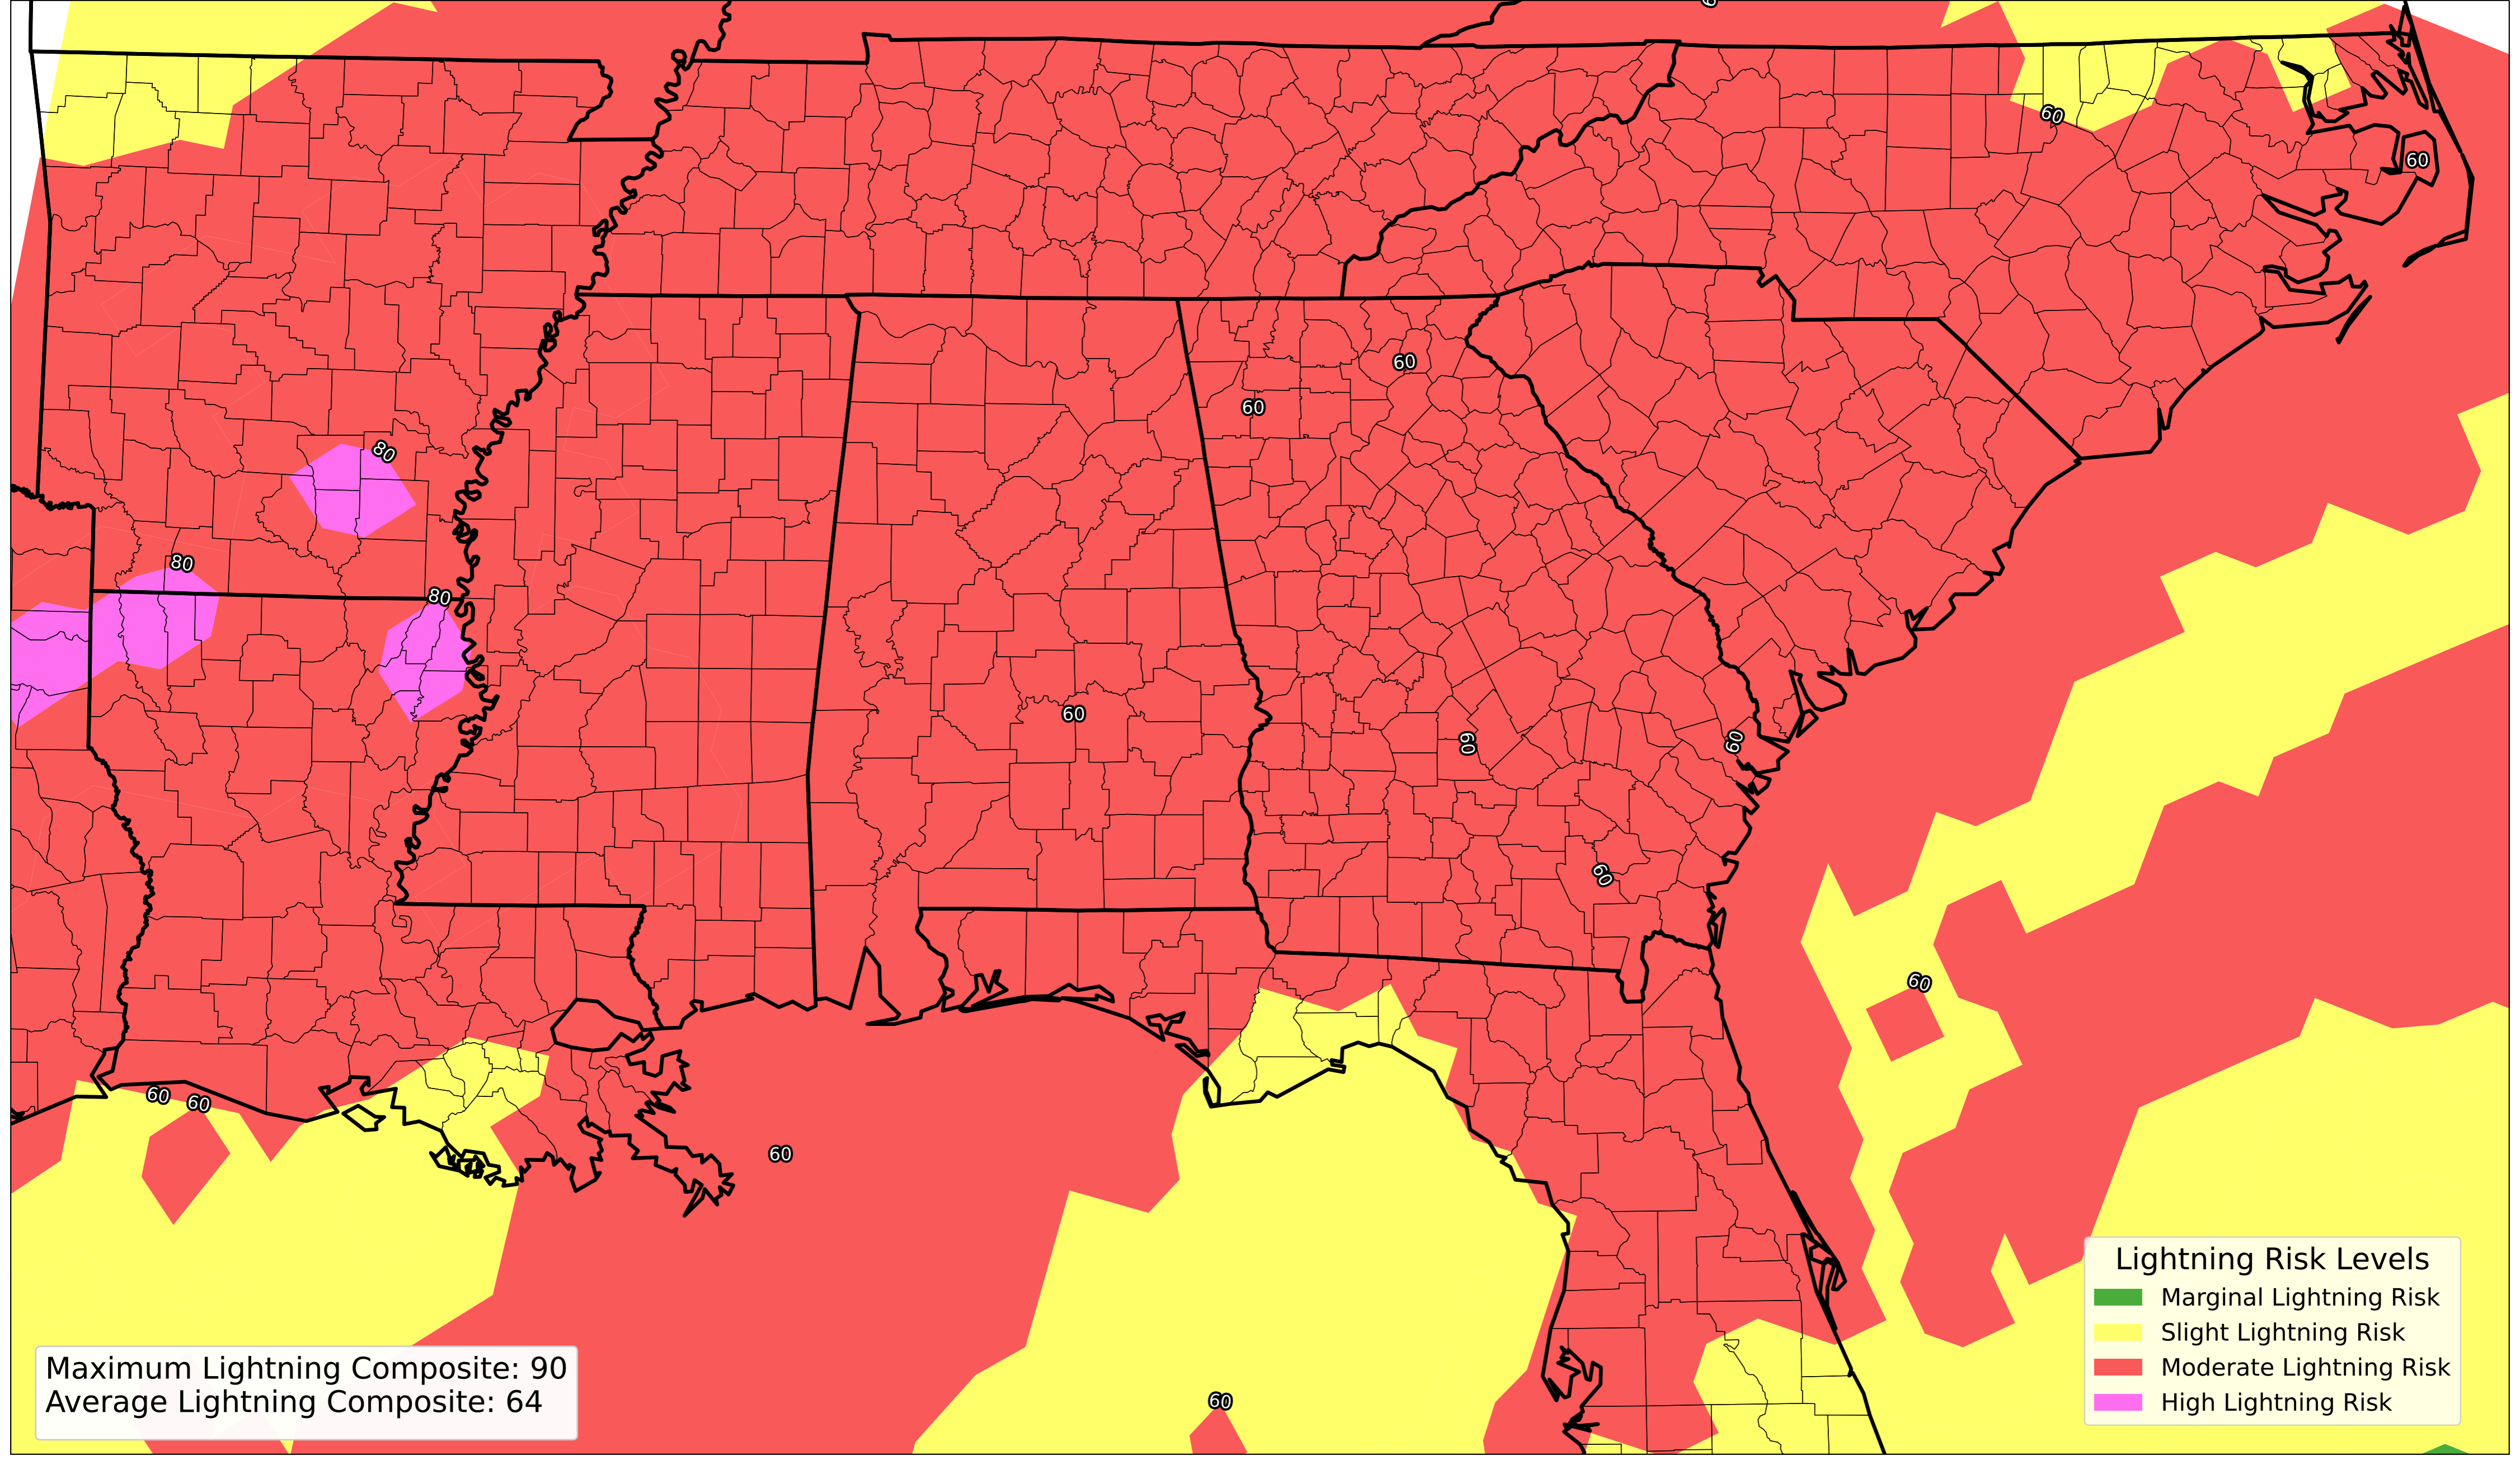 60
60
60
60
80
80
80
60
60
60
60
60
60
60
60
60
Lightning Risk Levels
Marginal Lightning Risk
Slight Lightning Risk
Moderate Lightning Risk
High Lightning Risk
Maximum Lightning Composite: 90
Average Lightning Composite: 64